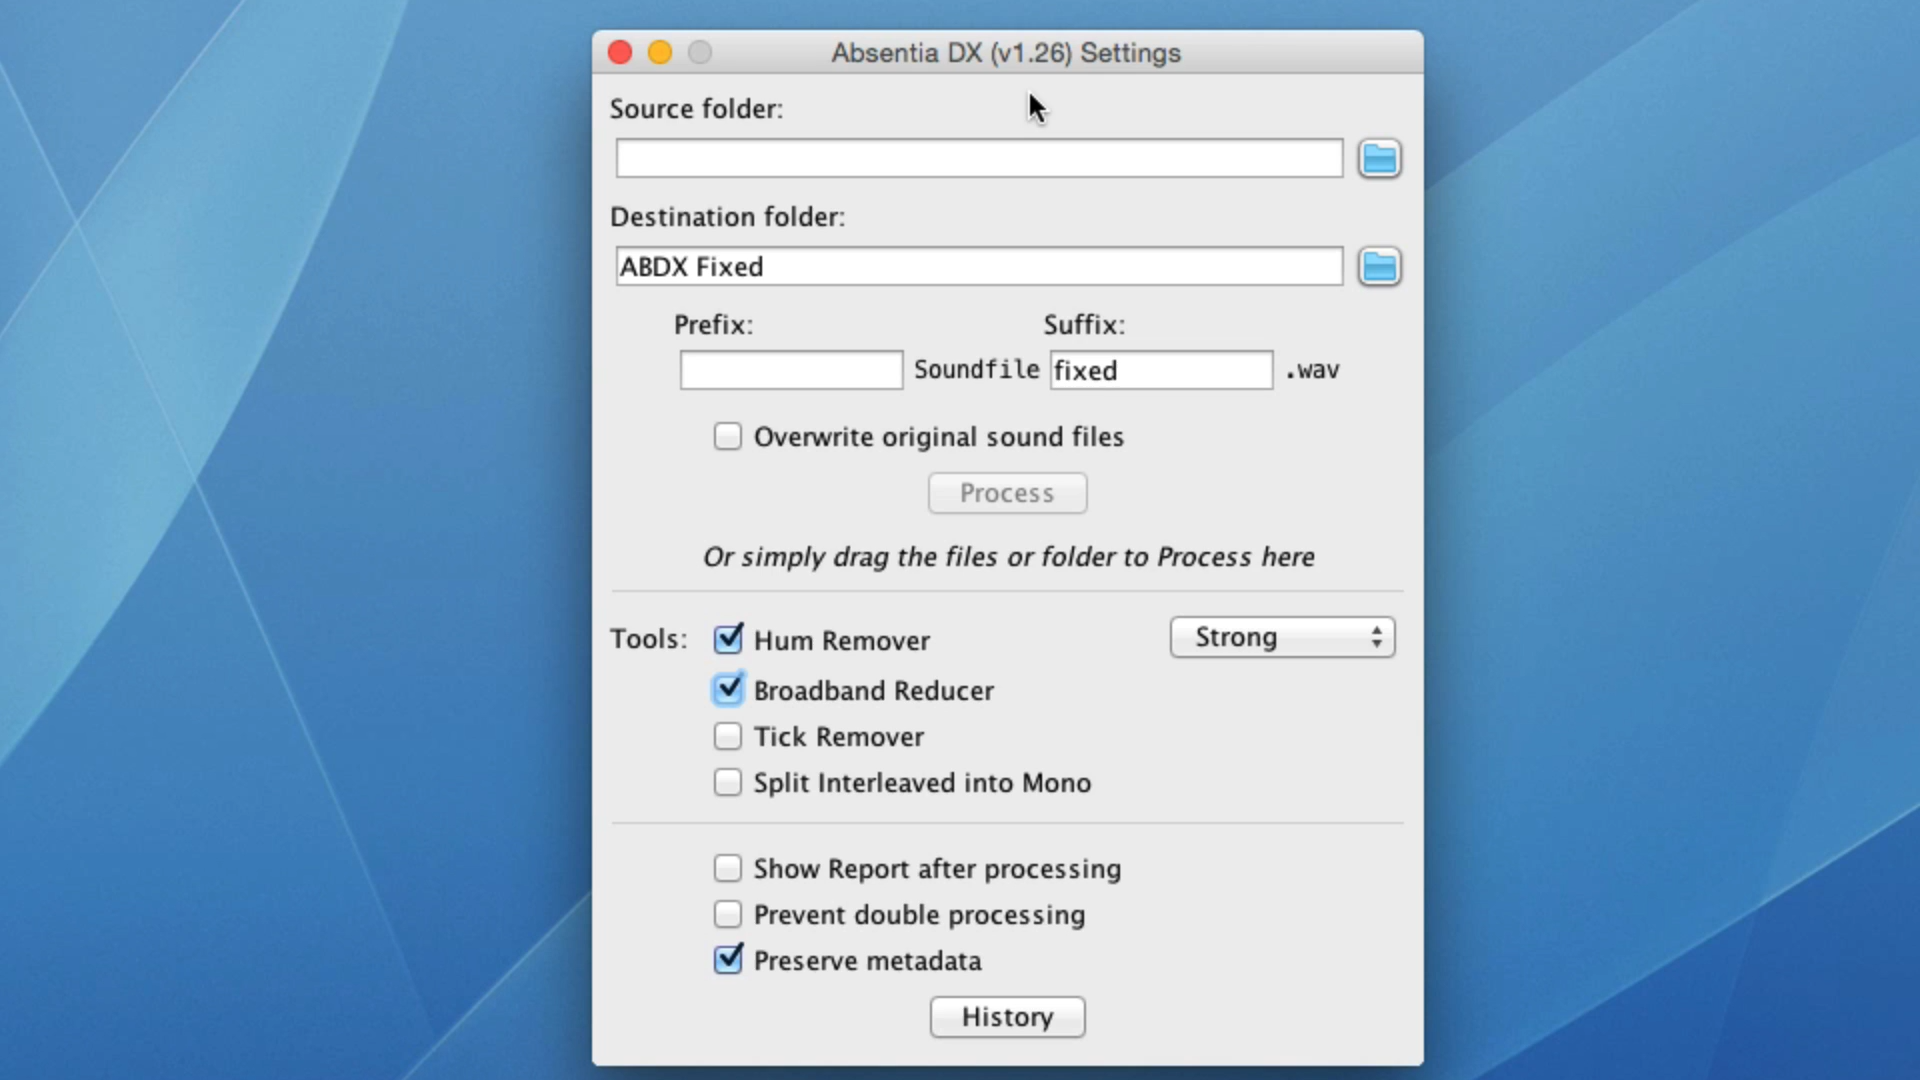 Absentia DX (v1.26) Settings
Source folder:
Destination folder:
ABDX Fixed
Prefix: Suffix:
Soundfile fixed .wav
Overwrite original sound files
Process
Or simply drag the files or folder to Process here
Tools: Hum Remover Strong
Broadband Reducer
Tick Remover
Split Interleaved into Mono
Show Report after processing
Prevent double processing
Preserve metadata
History